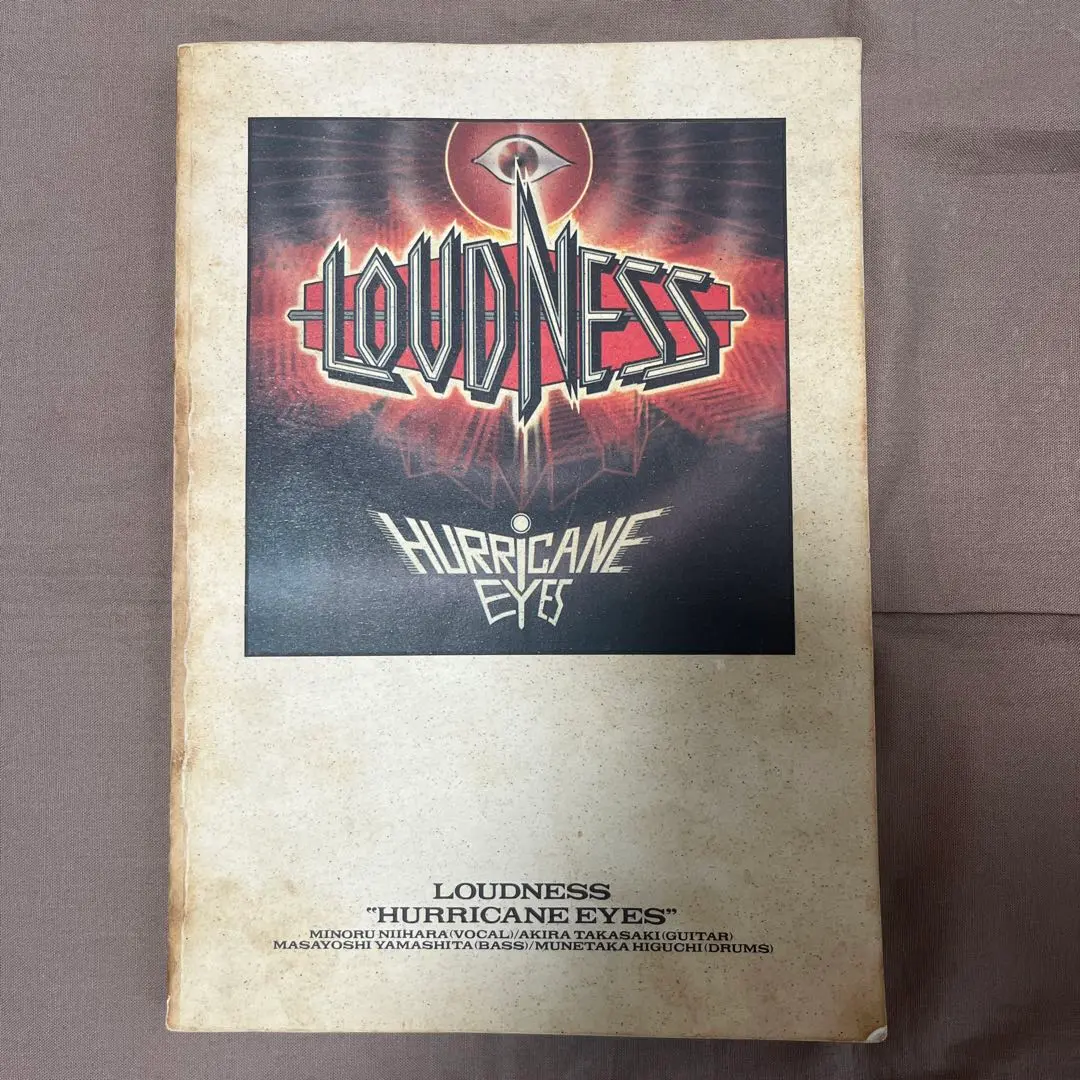 LOUDNESS
HURRICANE
EYES
LOUDNESS
“HURRICANE EYES”
MINORU NIIHARA(VOCAL)/AKIRA TAKASAKI(GUITAR)
MASAYOSHI YAMASHITA(BASS)/MUNETAKA HIGUCHI(DRUMS)